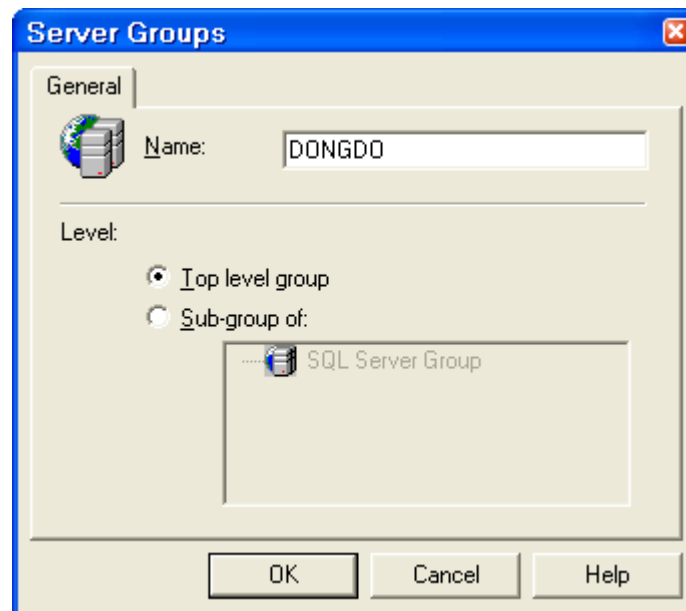 Server Groups
General
Name: DONGDO
Level:
Top level group
Sub-group of:
SQL Server Group
OK Cancel Help